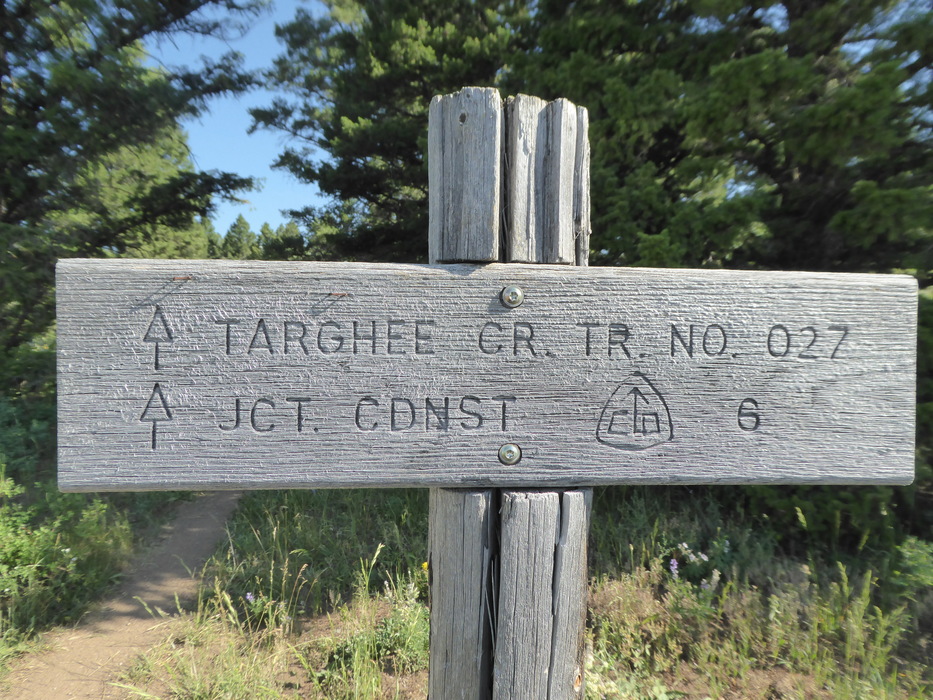 TARGHEE CR. TR. NO. 027
JCT. CDNST 6